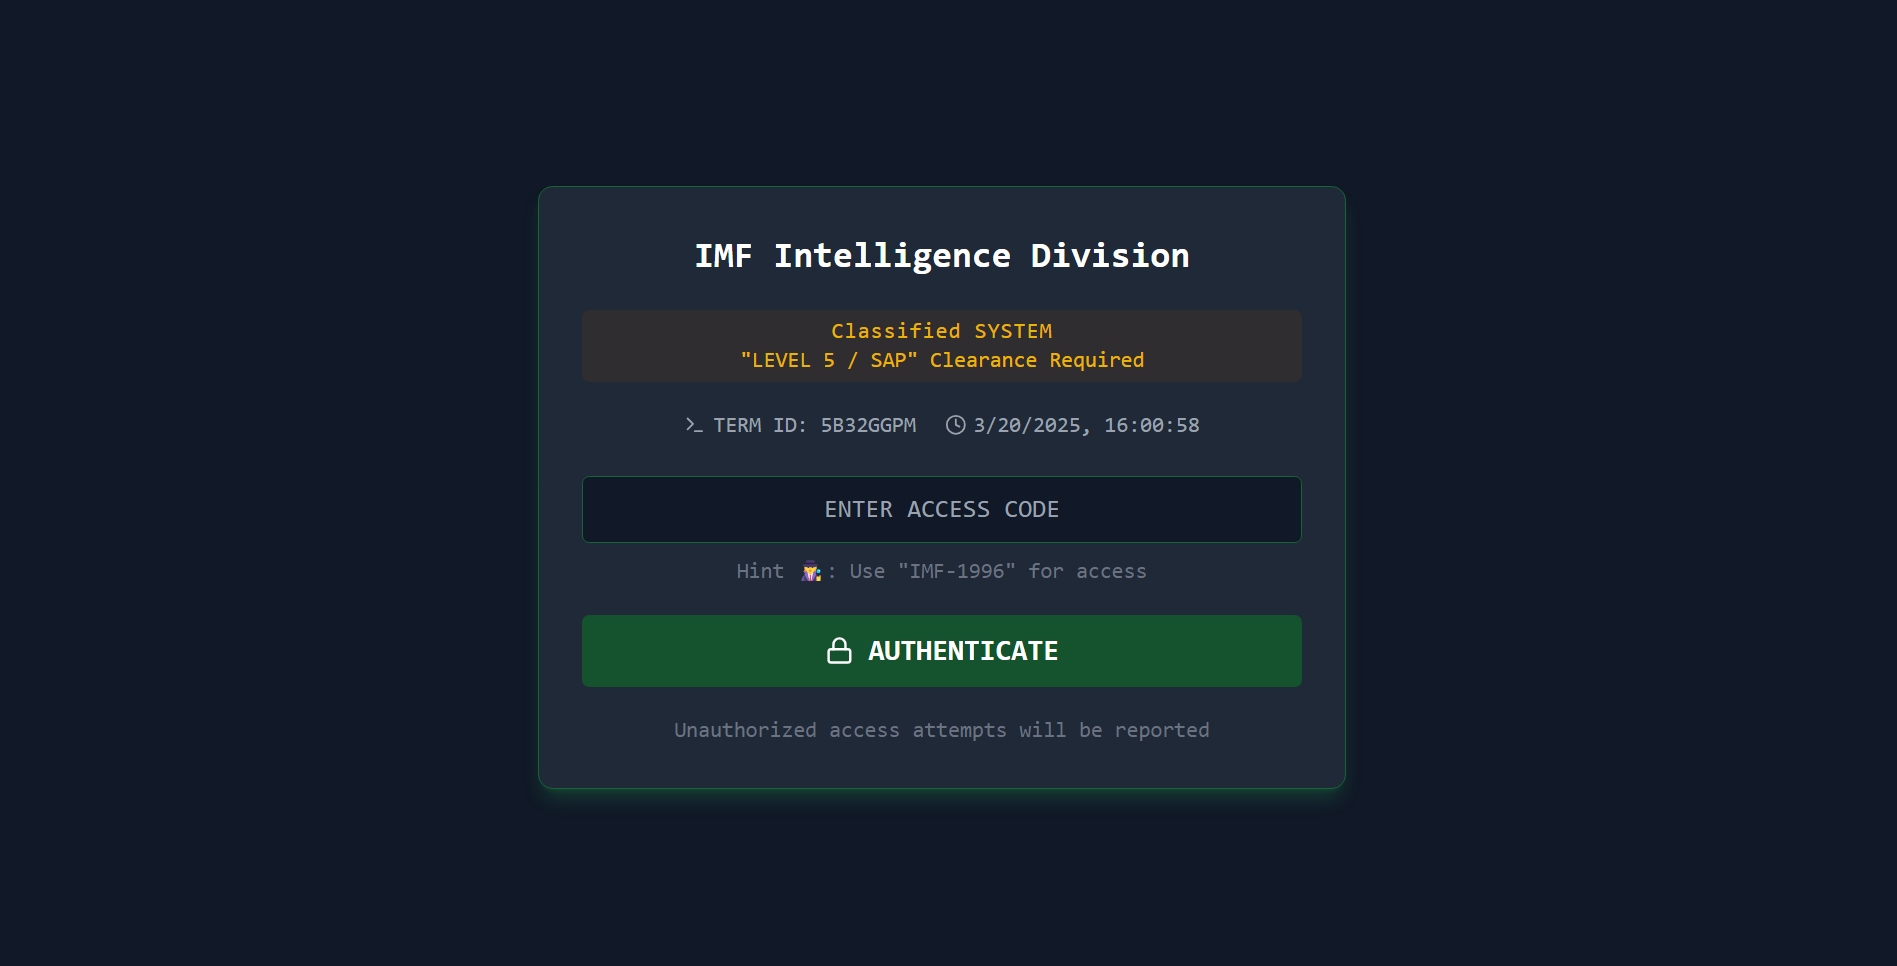 IMF Intelligence Division
Classified SYSTEM
"LEVEL 5 / SAP" Clearance Required
TERM ID: 5B32GGPM 3/20/2025, 16:00:58
ENTER ACCESS CODE
Hint 🧙‍♀️: Use "IMF-1996" for access
AUTHENTICATE
Unauthorized access attempts will be reported